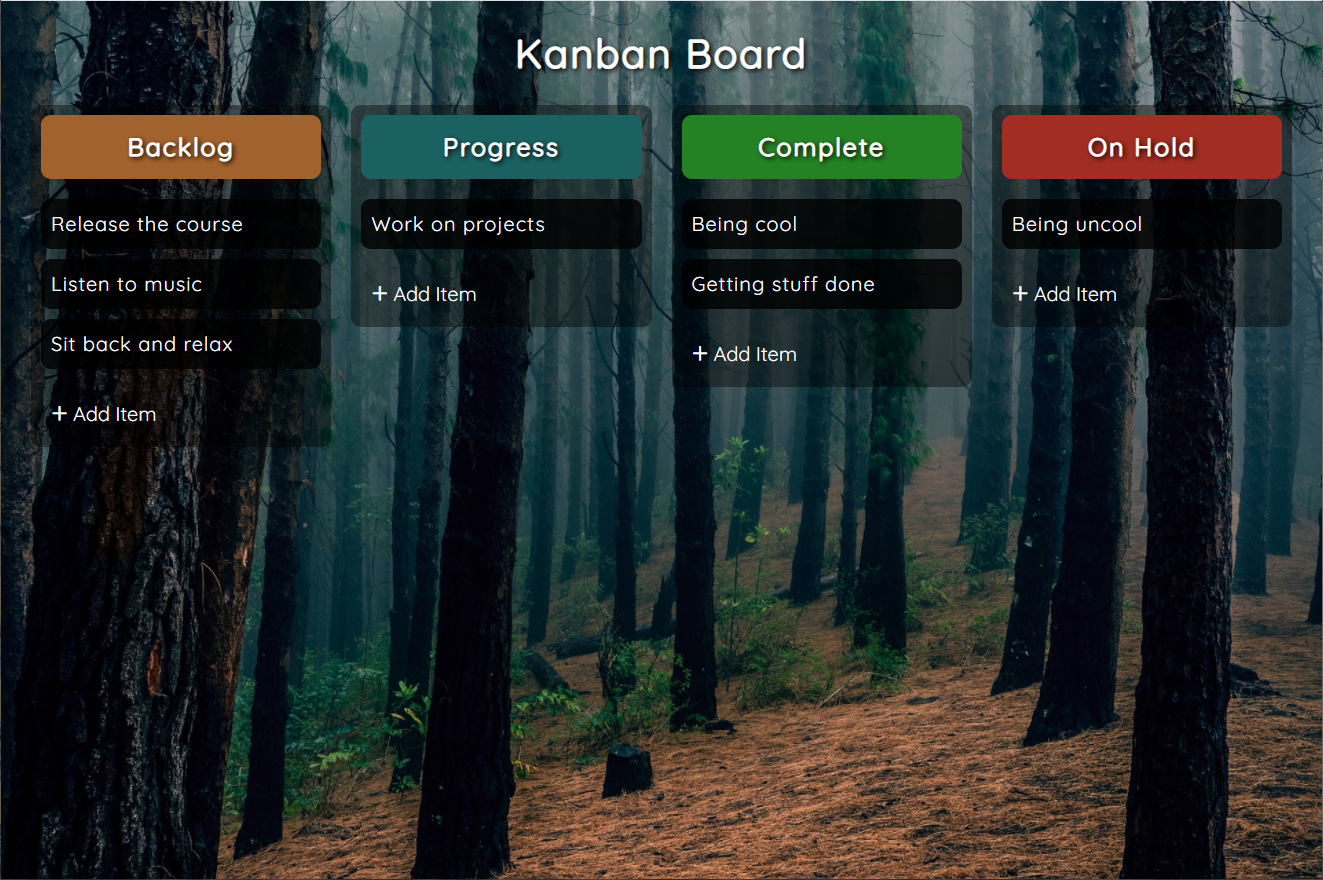 Kanban Board
Backlog
Release the course
Listen to music
Sit back and relax
+ Add Item
Progress
Work on projects
+ Add Item
Complete
Being cool
Getting stuff done
+ Add Item
On Hold
Being uncool
+ Add Item